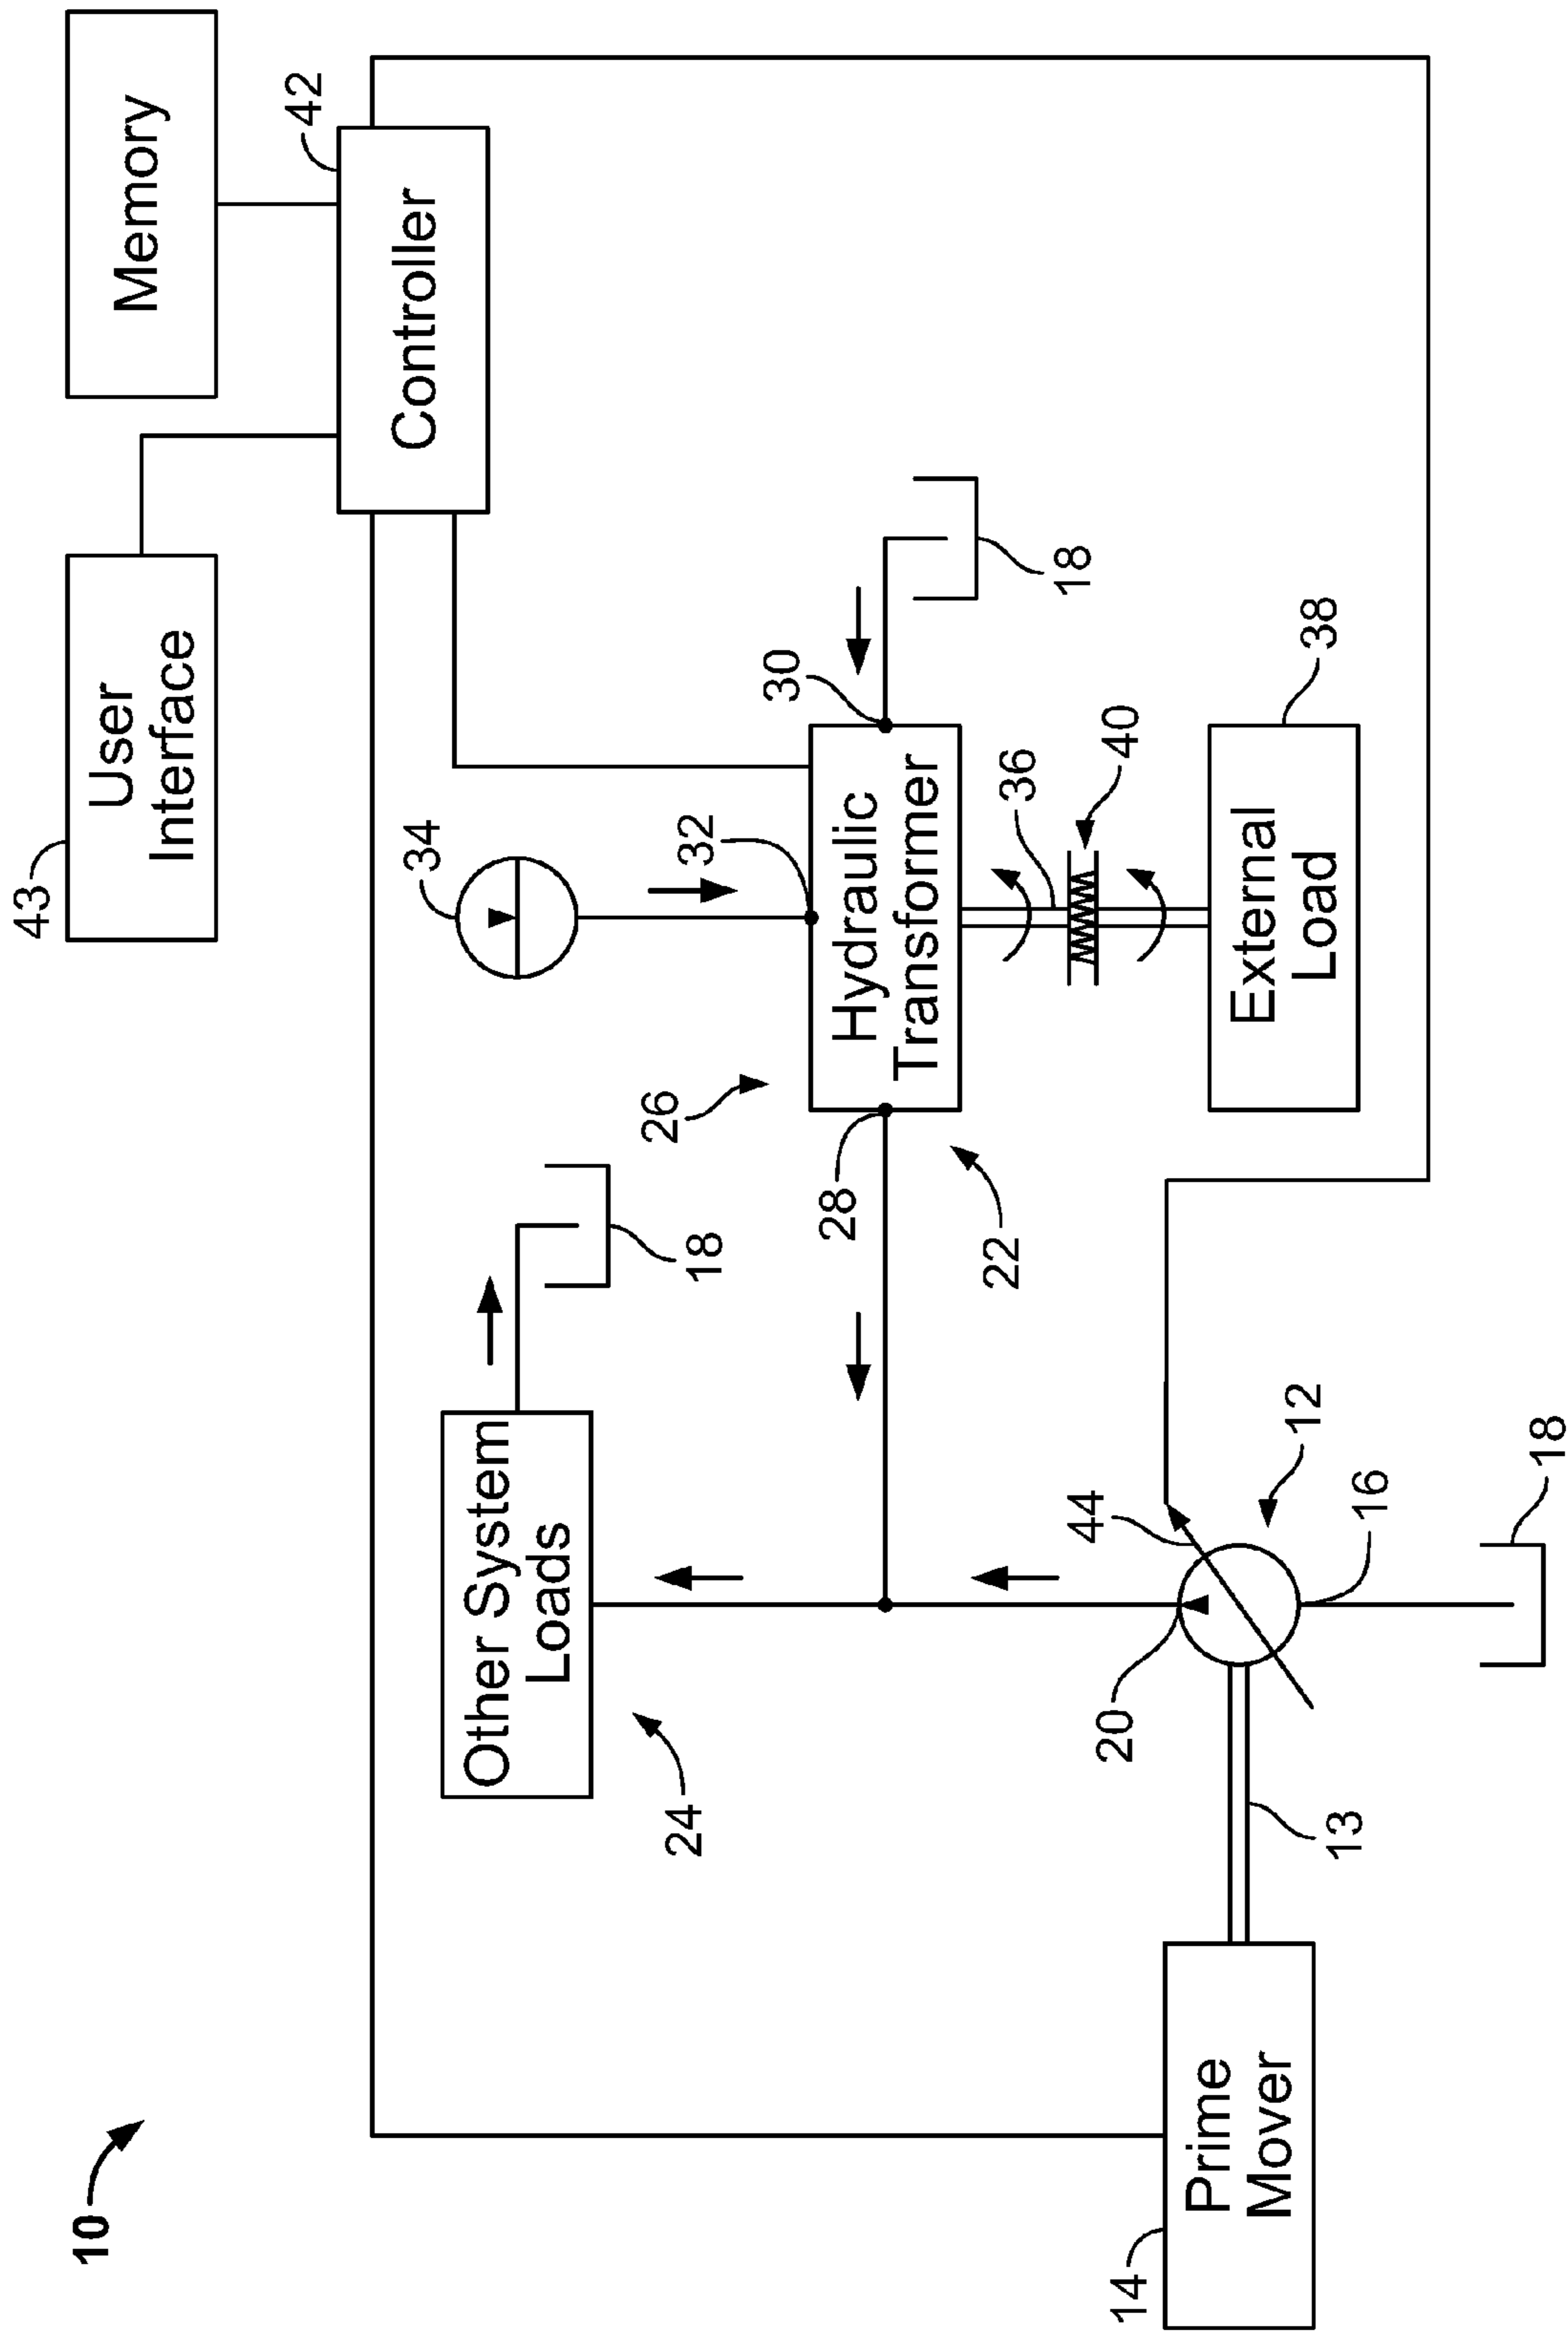 10
43
User
Interface
Memory
42
Controller
34
Other System
Loads
24
18
26
32
30
28
Hydraulic
Transformer
22
36
18
40
14
Prime
Mover
20
44
External
Load
38
13
12
16
18